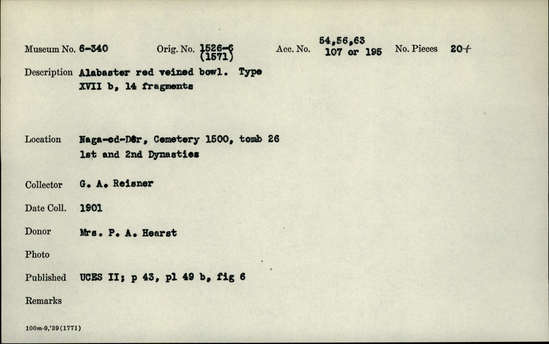 54,56,63
Museum No. 6-340 Orig. No. 1526-6 Acc. No. 107 or 195 No. Pieces 20+
(1571)
Description Alabaster red veined bowl. Type
XVII b, 14 fragments
Location Naga-ed-Dêr, Cemetery 1500, tomb 26
1st and 2nd Dynasties
Collector G. A. Reisner
Date Coll. 1901
Donor Mrs. P. A. Hearst
Photo
Published UCES II; p 43, pl 49 b, fig 6
Remarks
100m-9,'39(1771)